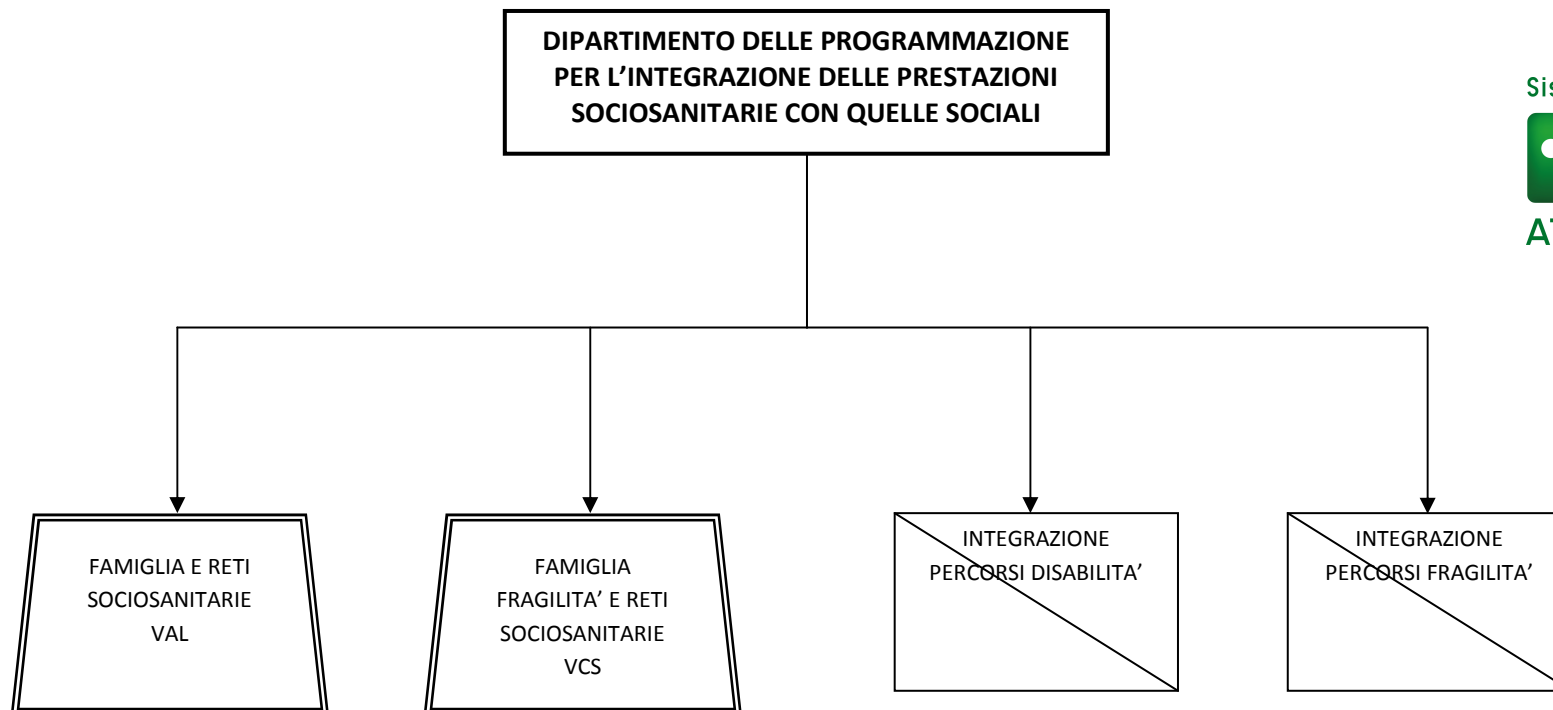 DIPARTIMENTO DELLE PROGRAMMAZIONE
PER L’INTEGRAZIONE DELLE PRESTAZIONI
SOCIOSANITARIE CON QUELLE SOCIALI
FAMIGLIA E RETI
SOCIOSANITARIE
VAL
FAMIGLIA
FRAGILITA’ E RETI
SOCIOSANITARIE
VCS
INTEGRAZIONE
PERCORSI DISABILITA’
INTEGRAZIONE
PERCORSI FRAGILITA’